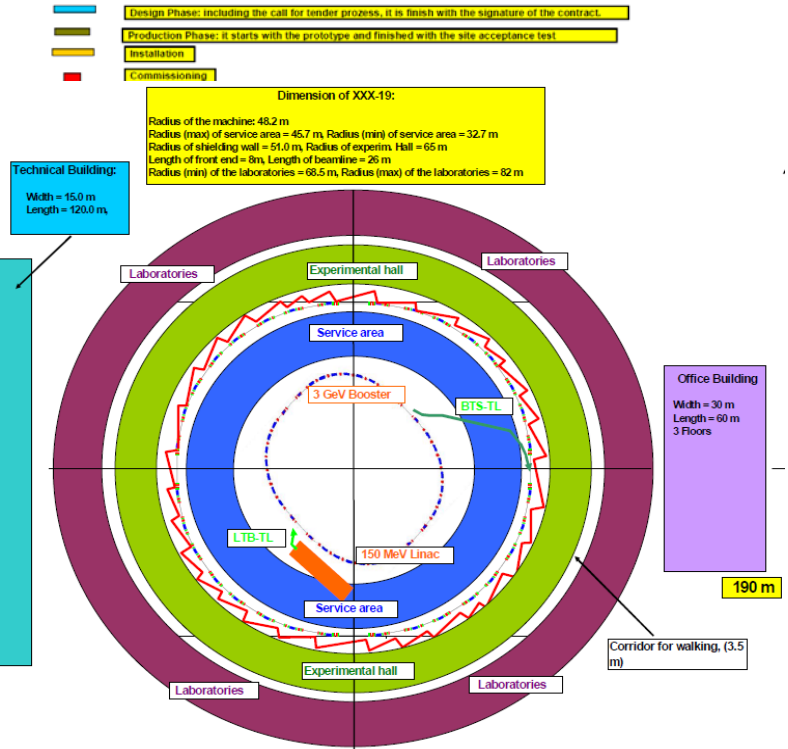 Design Phase: including the call for tender prozess, it is finish with the signature of the contract.
Production Phase: it starts with the prototype and finished with the site acceptance test
Installation
Commissioning
Dimension of XXX-19:
Radius of the machine: 48.2 m
Radius (max) of service area = 45.7 m, Radius (min) of service area = 32.7 m
Radius of shielding wall = 51.0 m, Radius of experim. Hall = 65 m
Length of front end = 8m, Length of beamline = 26 m
Radius (min) of the laboratories = 68.5 m, Radius (max) of the laboratories = 82 m
Technical Building:
Width = 15.0 m
Length = 120.0 m,
Laboratories
Experimental hall
Laboratories
Service area
3 GeV Booster
BTS-TL
Office Building
Width = 30 m
Length = 60 m
3 Floors
LTB-TL
150 MeV Linac
Service area
190 m
Corridor for walking, (3.5
m)
Experimental hall
Laboratories
Laboratories